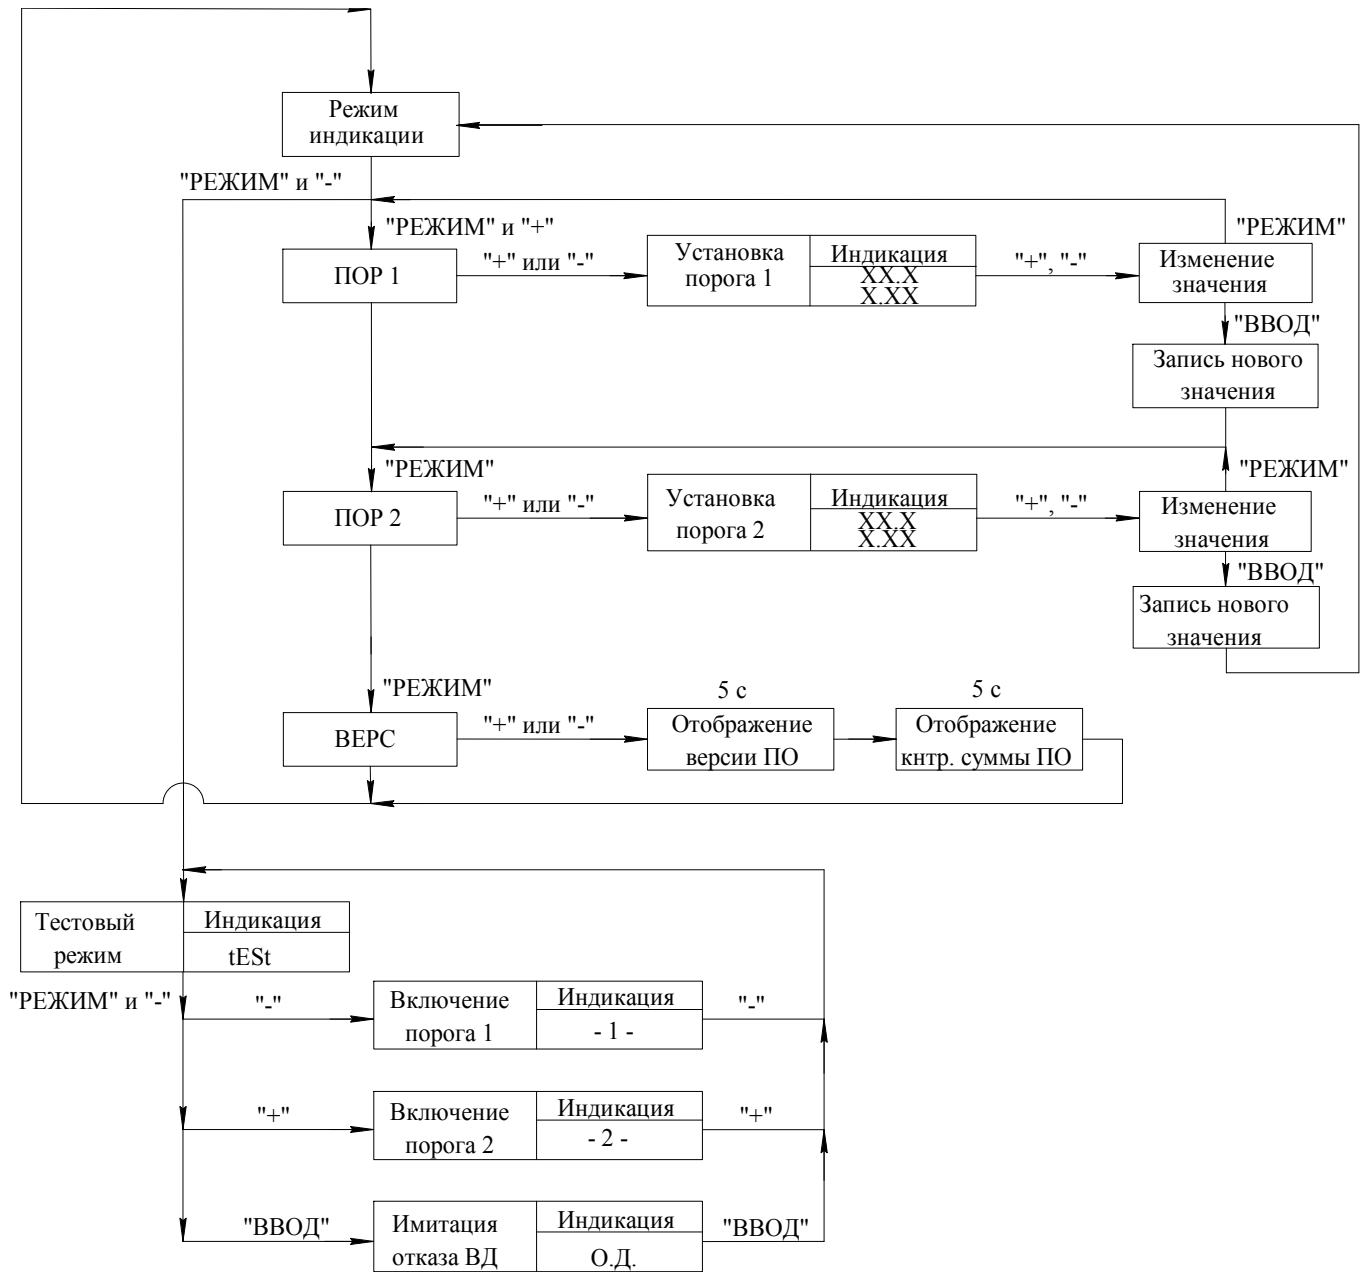 Режим
индикации
"РЕЖИМ" и "-"
"РЕЖИМ" и "+"
"РЕЖИМ"
ПОР 1
"+" или "-"
Установка
порога 1
Индикация
XX.X
X.XX
"+", "-"
Изменение
значения
"ВВОД"
Запись нового
значения
"РЕЖИМ"
"РЕЖИМ"
ПОР 2
"+" или "-"
Установка
порога 2
Индикация
XX.X
X.XX
"+", "-"
Изменение
значения
"ВВОД"
Запись нового
значения
"РЕЖИМ"
5 с
5 с
ВЕРС
"+" или "-"
Отображение
версии ПО
Отображение
кнтр. суммы ПО
Тестовый
режим
Индикация
tESt
"РЕЖИМ" и "-"
"-"
Включение
порога 1
Индикация
- 1 -
"-"
"+"
Включение
порога 2
Индикация
- 2 -
"+"
"ВВОД"
Имитация
отказа ВД
Индикация
О.Д.
"ВВОД"